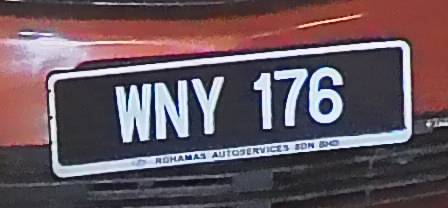 WNY 176
ROHAMAS AUTOSERVICES SDN BHD